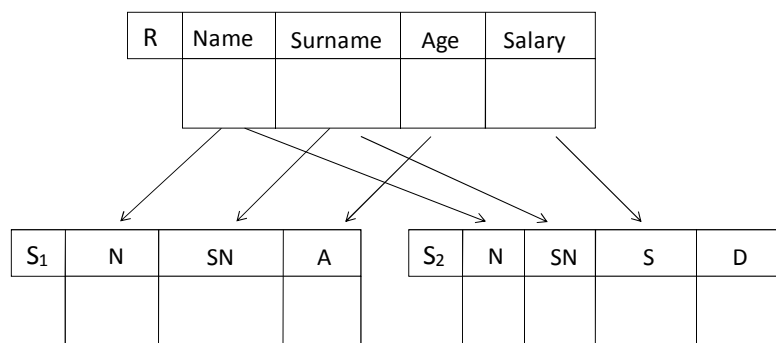 R Name Surname Age Salary
S₁ N SN A S₂ N SN S D